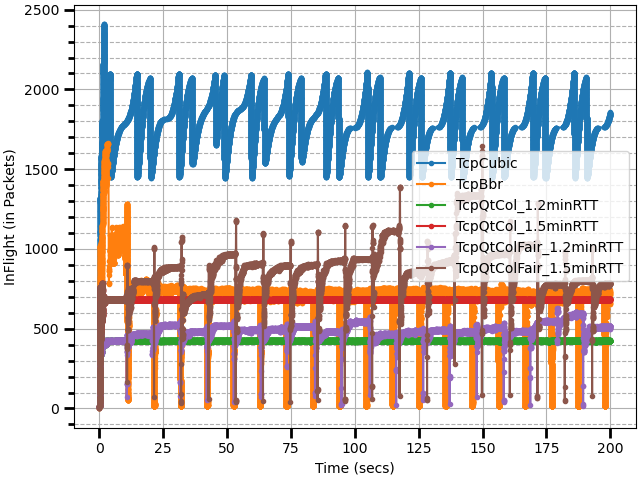 2500
2000
1500
1000
500
0
InFlight (in Packets)
TcpCubic
TcpBbr
TcpQtCol_1.2minRTT
TcpQtCol_1.5minRTT
TcpQtColFair_1.2minRTT
TcpQtColFair_1.5minRTT
0 25 50 75 100 125 150 175 200
Time (secs)